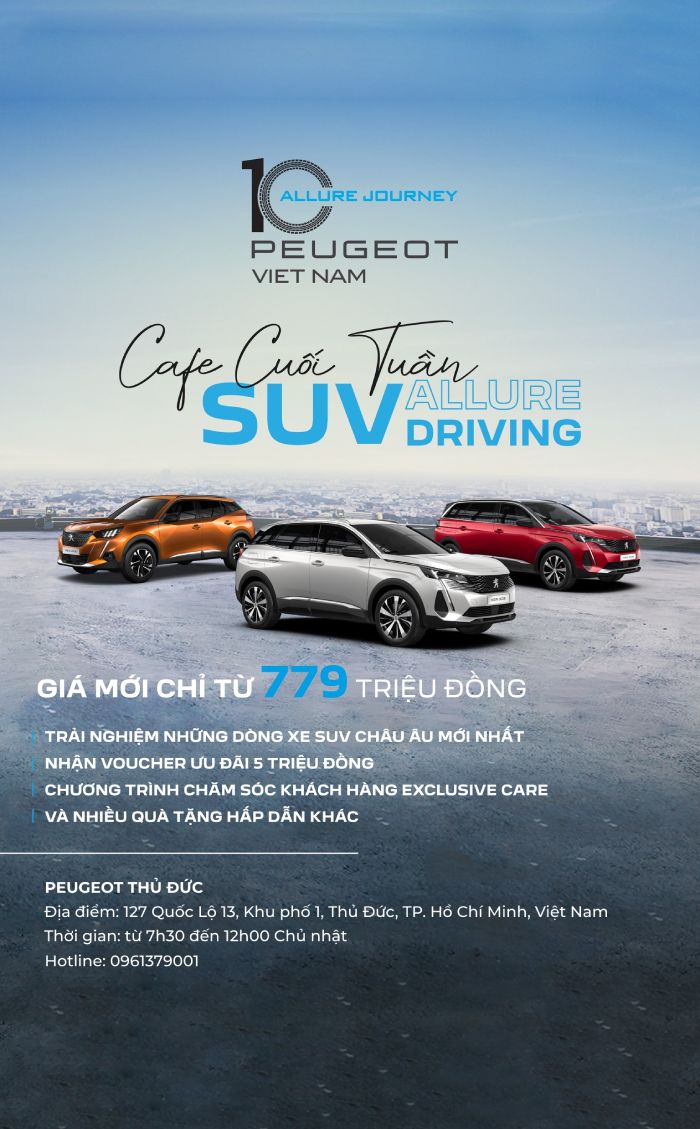 10
ALLURE JOURNEY
PEUGEOT
VIET NAM
Cafe Cuối Tuần
SUV ALLURE
DRIVING
GIÁ MỚI CHỈ TỪ 779 TRIỆU ĐỒNG
TRẢI NGHIỆM NHỮNG DÒNG XE SUV CHÂU ÂU MỚI NHẤT
NHẬN VOUCHER ƯU ĐÃI 5 TRIỆU ĐỒNG
CHƯƠNG TRÌNH CHĂM SÓC KHÁCH HÀNG EXCLUSIVE CARE
VÀ NHIỀU QUÀ TẶNG HẤP DẪN KHÁC
PEUGEOT THỦ ĐỨC
Địa điểm: 127 Quốc Lộ 13, Khu phố 1, Thủ Đức, TP. Hồ Chí Minh, Việt Nam
Thời gian: từ 7h30 đến 12h00 Chủ nhật
Hotline: 0961379001